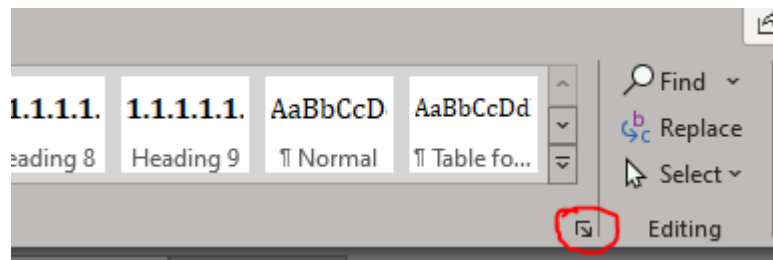 1.1.1.1. 1.1.1.1.1. AaBbCcD AaBbCcDd
eading 8 Heading 9 ¶ Normal ¶ Table fo...
Find
Replace
Select
Editing